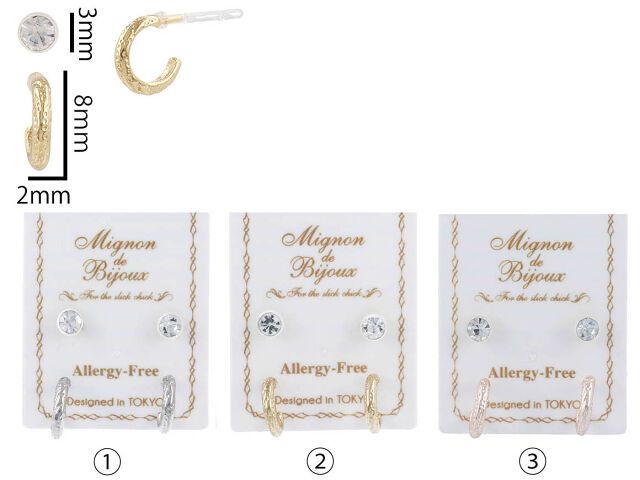 3mm
8mm
2mm
Mignon
de
Bijoux
For the slick chick
Allergy-Free
Designed in TOKYO
①
Mignon
de
Bijoux
For the slick chick
Allergy-Free
Designed in TOKYO
②
Mignon
de
Bijoux
For the slick chick
Allergy-Free
Designed in TOKYO
③